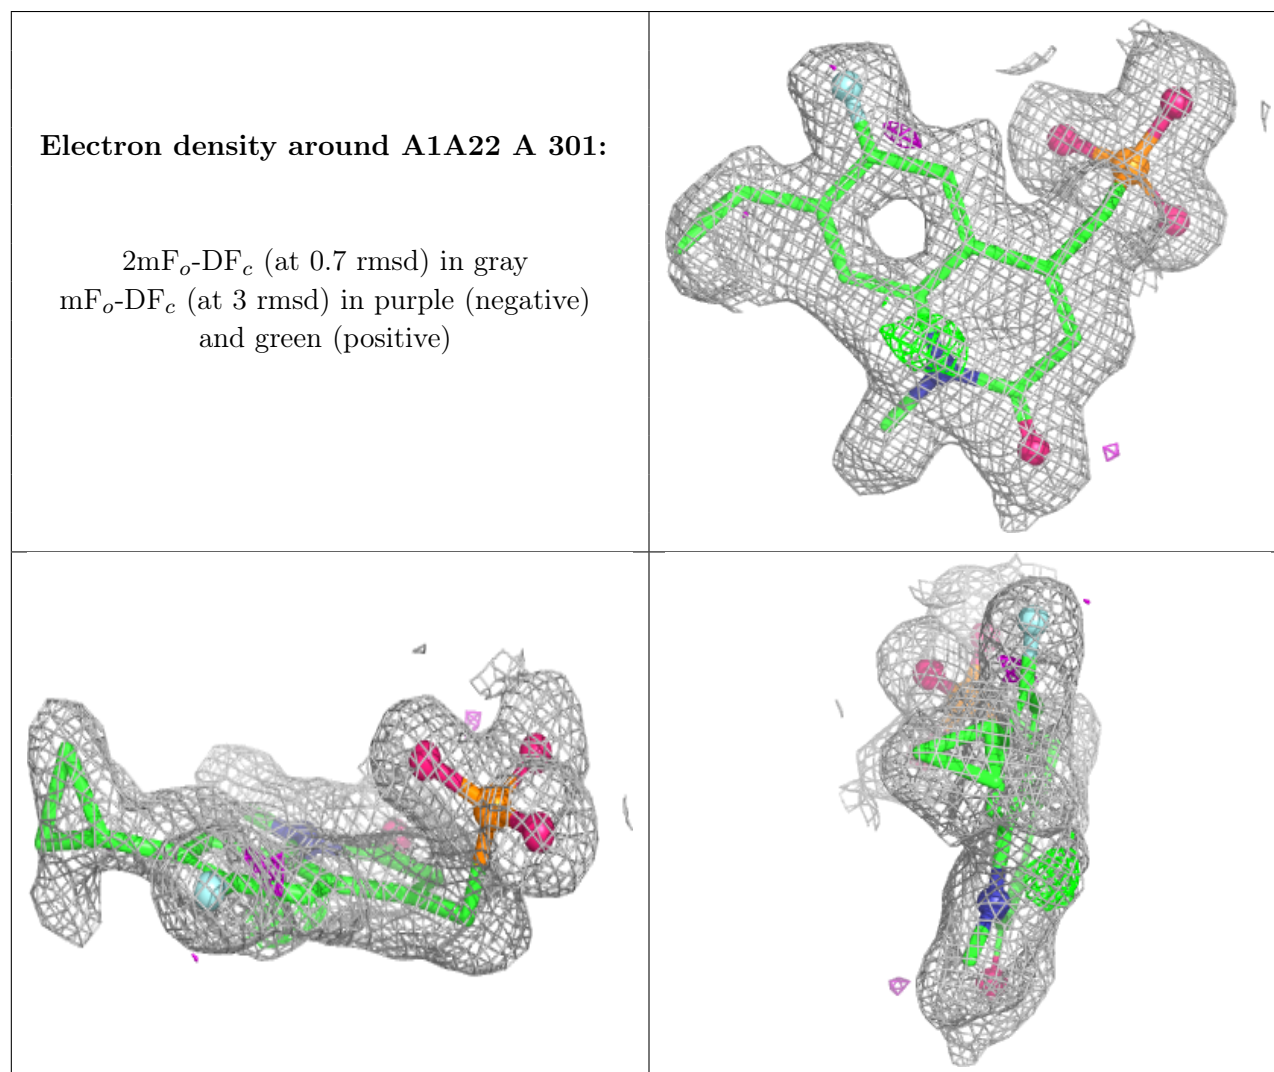 Electron density around A1A22 A 301:
2mFo-DFc (at 0.7 rmsd) in gray
mFo-DFc (at 3 rmsd) in purple (negative)
and green (positive)